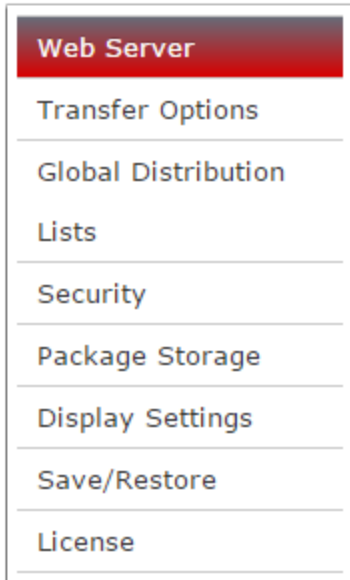 Web Server
Transfer Options
Global Distribution
Lists
Security
Package Storage
Display Settings
Save/Restore
License